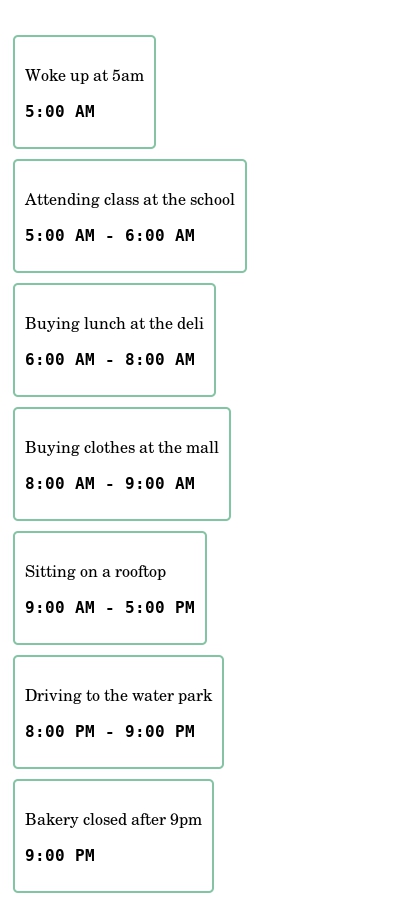 Woke up at 5am
5:00 AM
Attending class at the school
5:00 AM - 6:00 AM
Buying lunch at the deli
6:00 AM - 8:00 AM
Buying clothes at the mall
8:00 AM - 9:00 AM
Sitting on a rooftop
9:00 AM - 5:00 PM
Driving to the water park
8:00 PM - 9:00 PM
Bakery closed after 9pm
9:00 PM